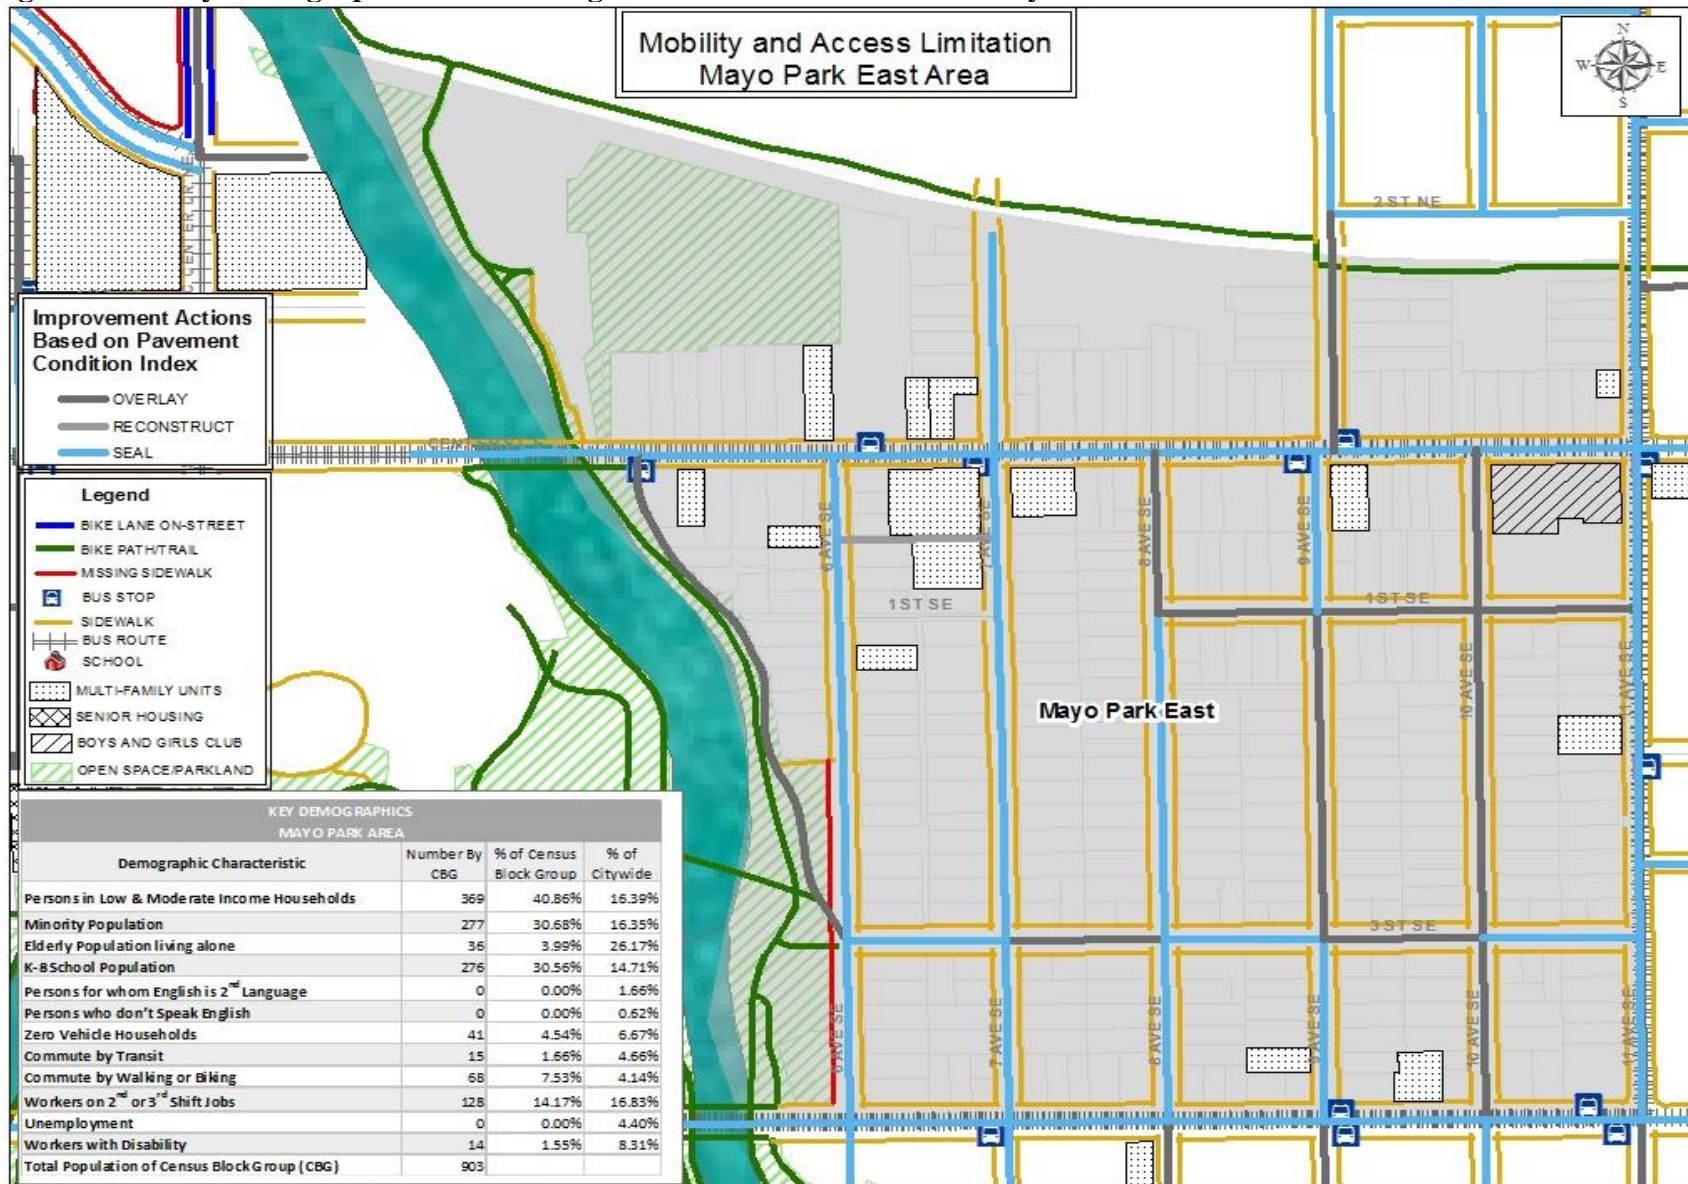 Mobility and Access Limitation
Mayo Park East Area
N
W E
S
2 ST NE
Improvement Actions
Based on Pavement
Condition Index
OVERLAY
RECONSTRUCT
SEAL
Legend
BIKE LANE ON-STREET
BIKE PATH/TRAIL
MISSING SIDEWALK
BUS STOP
SIDEWALK
BUS ROUTE
SCHOOL
MULTI-FAMILY UNITS
SENIOR HOUSING
BOYS AND GIRLS CLUB
OPEN SPACE/PARKLAND
6 AVE SE
7 AVE SE
8 AVE SE
9 AVE SE
1 ST SE
1 ST SE
10 AVE SE
11 AVE SE
Mayo Park East
3 ST SE
6 AVE SE
7 AVE SE
8 AVE SE
9 AVE SE
10 AVE SE
11 AVE SE
KEY DEMOGRAPHICS
MAYO PARK AREA
Demographic Characteristic Number By CBG % of Census Block Group % of Citywide
Persons in Low & Moderate Income Households 369 40.86% 16.39%
Minority Population 277 30.68% 16.35%
Elderly Population living alone 36 3.99% 26.17%
K-8 School Population 276 30.56% 14.71%
Persons for whom English is 2nd Language 0 0.00% 1.66%
Persons who don't Speak English 0 0.00% 0.62%
Zero Vehicle Households 41 4.54% 6.67%
Commute by Transit 15 1.66% 4.66%
Commute by Walking or Biking 68 7.53% 4.14%
Workers on 2nd or 3rd Shift Jobs 128 14.17% 16.83%
Unemployment 0 0.00% 4.40%
Workers with Disability 14 1.55% 8.31%
Total Population of Census Block Group (CBG) 903